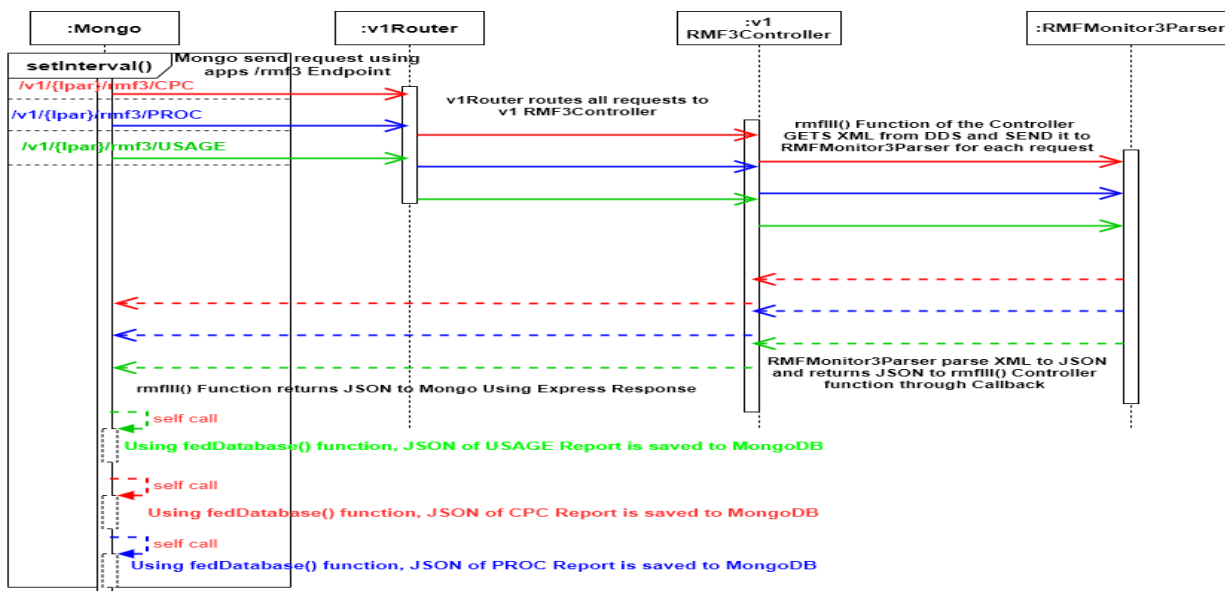 :Mongo
:v1Router
:v1
RMF3Controller
:RMFMonitor3Parser
setInterval()
Mongo send request using
apps /rmf3 Endpoint
/v1/{lpar}/rmf3/CPC
/v1/{lpar}/rmf3/PROC
/v1/{lpar}/rmf3/USAGE
v1Router routes all requests to
v1 RMF3Controller
rmfIII() Function of the Controller
GETS XML from DDS and SEND it to
RMFMonitor3Parser for each request
RMFMonitor3Parser parse XML to JSON
and returns JSON to rmfIII() Controller
function through Callback
rmfIII() Function returns JSON to Mongo Using Express Response
self call
Using fedDatabase() function, JSON of USAGE Report is saved to MongoDB
self call
Using fedDatabase() function, JSON of CPC Report is saved to MongoDB
self call
Using fedDatabase() function, JSON of PROC Report is saved to MongoDB